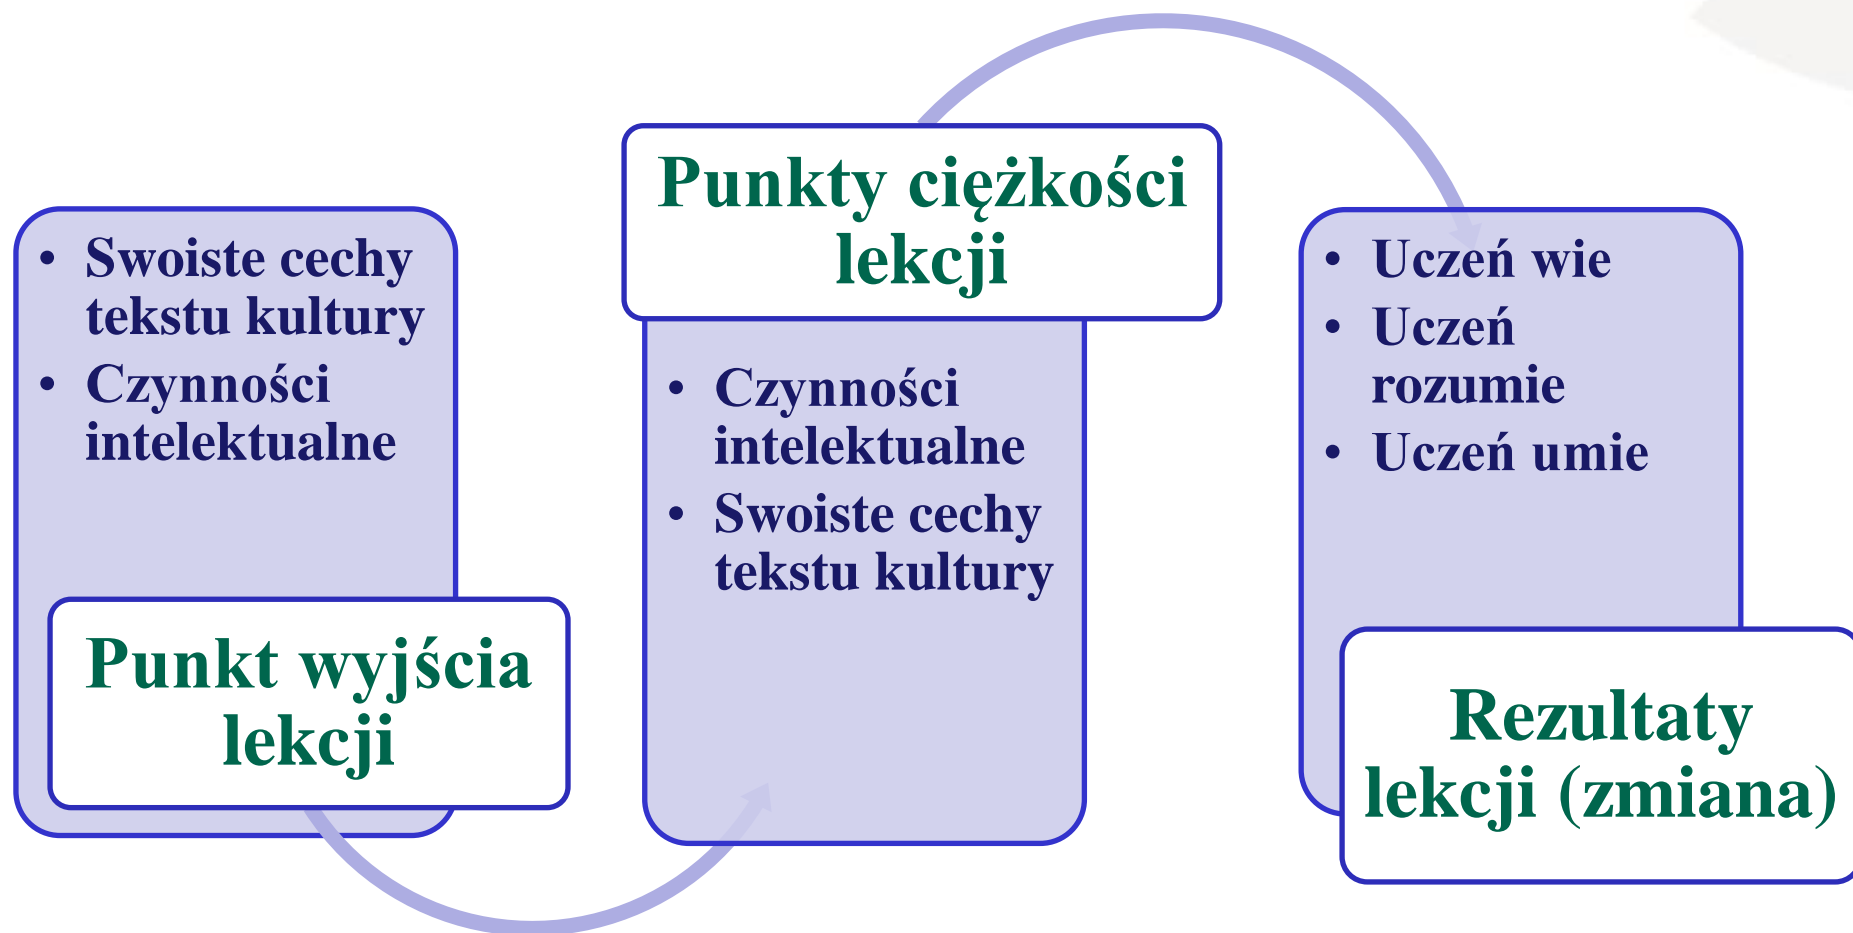 • Swoiste cechy
tekstu kultury
• Czynności
intelektualne
Punkt wyjścia
lekcji
Punkty ciężkości
lekcji
• Czynności
intelektualne
• Swoiste cechy
tekstu kultury
• Uczeń wie
• Uczeń
rozumie
• Uczeń umie
Rezultaty
lekcji (zmiana)